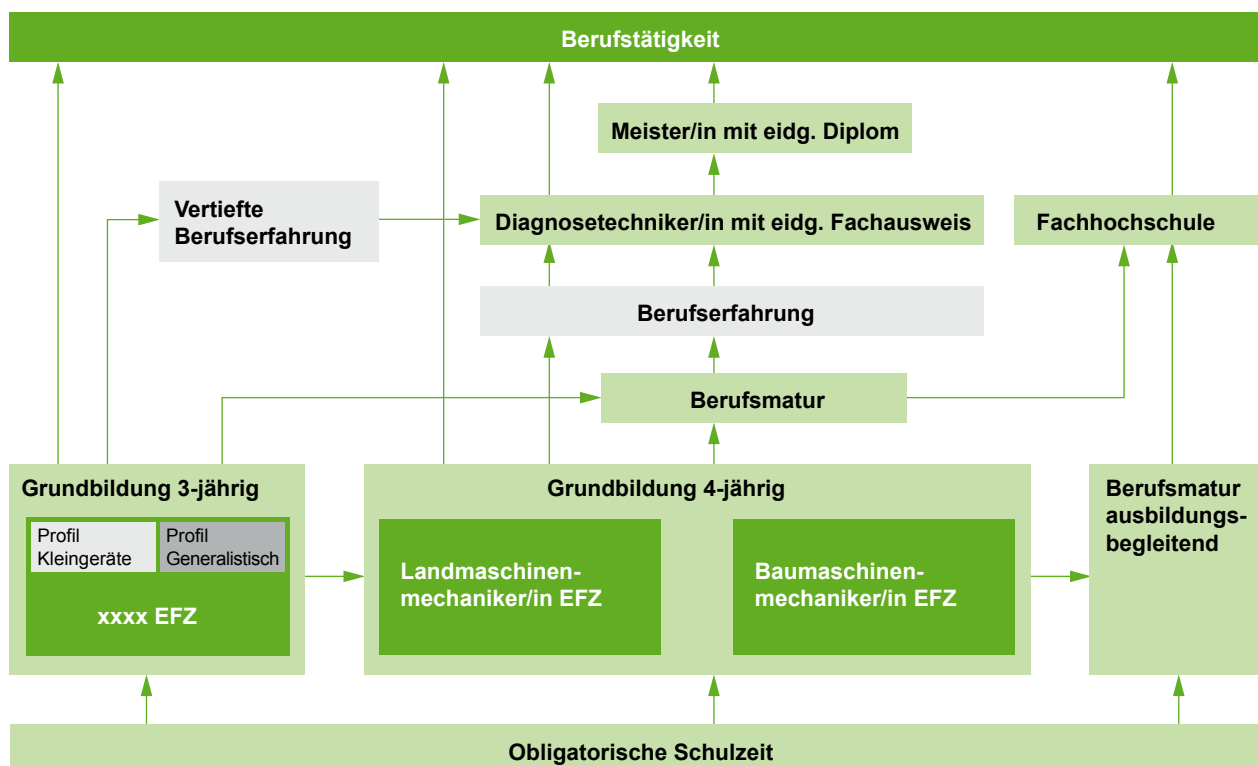 Berufstätigkeit
Meister/in mit eidg. Diplom
Vertiefte
Berufserfahrung
Diagnosetechniker/in mit eidg. Fachausweis
Fachhochschule
Berufserfahrung
Berufsmatur
Grundbildung 3-jährig
Profil
Kleingeräte
Profil
Generalistisch
xxxx EFZ
Grundbildung 4-jährig
Landmaschinen-
mechaniker/in EFZ
Baumaschinen-
mechaniker/in EFZ
Berufsmatur
ausbildungs-
begleitend
Obligatorische Schulzeit